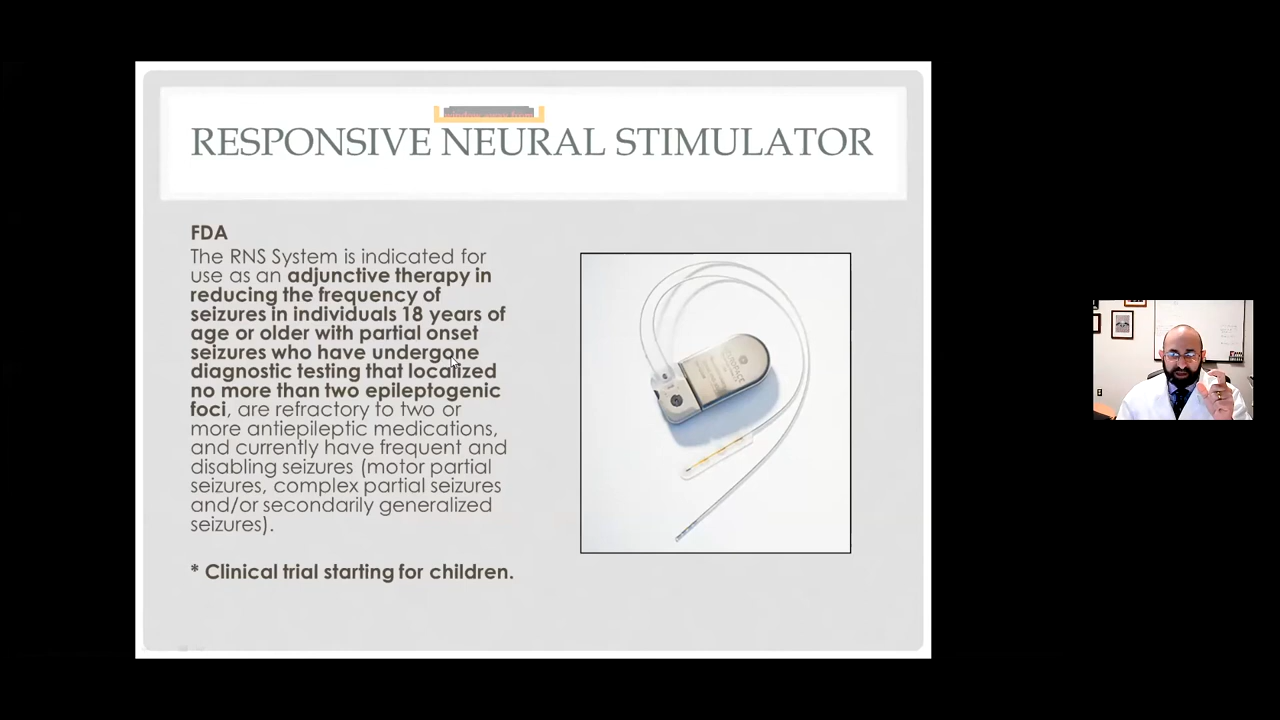 RESPONSIVE NEURAL STIMULATOR
FDA
The RNS System is indicated for
use as an adjunctive therapy in
reducing the frequency of
seizures in individuals 18 years of
age or older with partial onset
seizures who have undergone
diagnostic testing that localized
no more than two epileptogenic
foci, are refractory to two or
more antiepileptic medications,
and currently have frequent and
disabling seizures (motor partial
seizures, complex partial seizures
and/or secondarily generalized
seizures).
* Clinical trial starting for children.